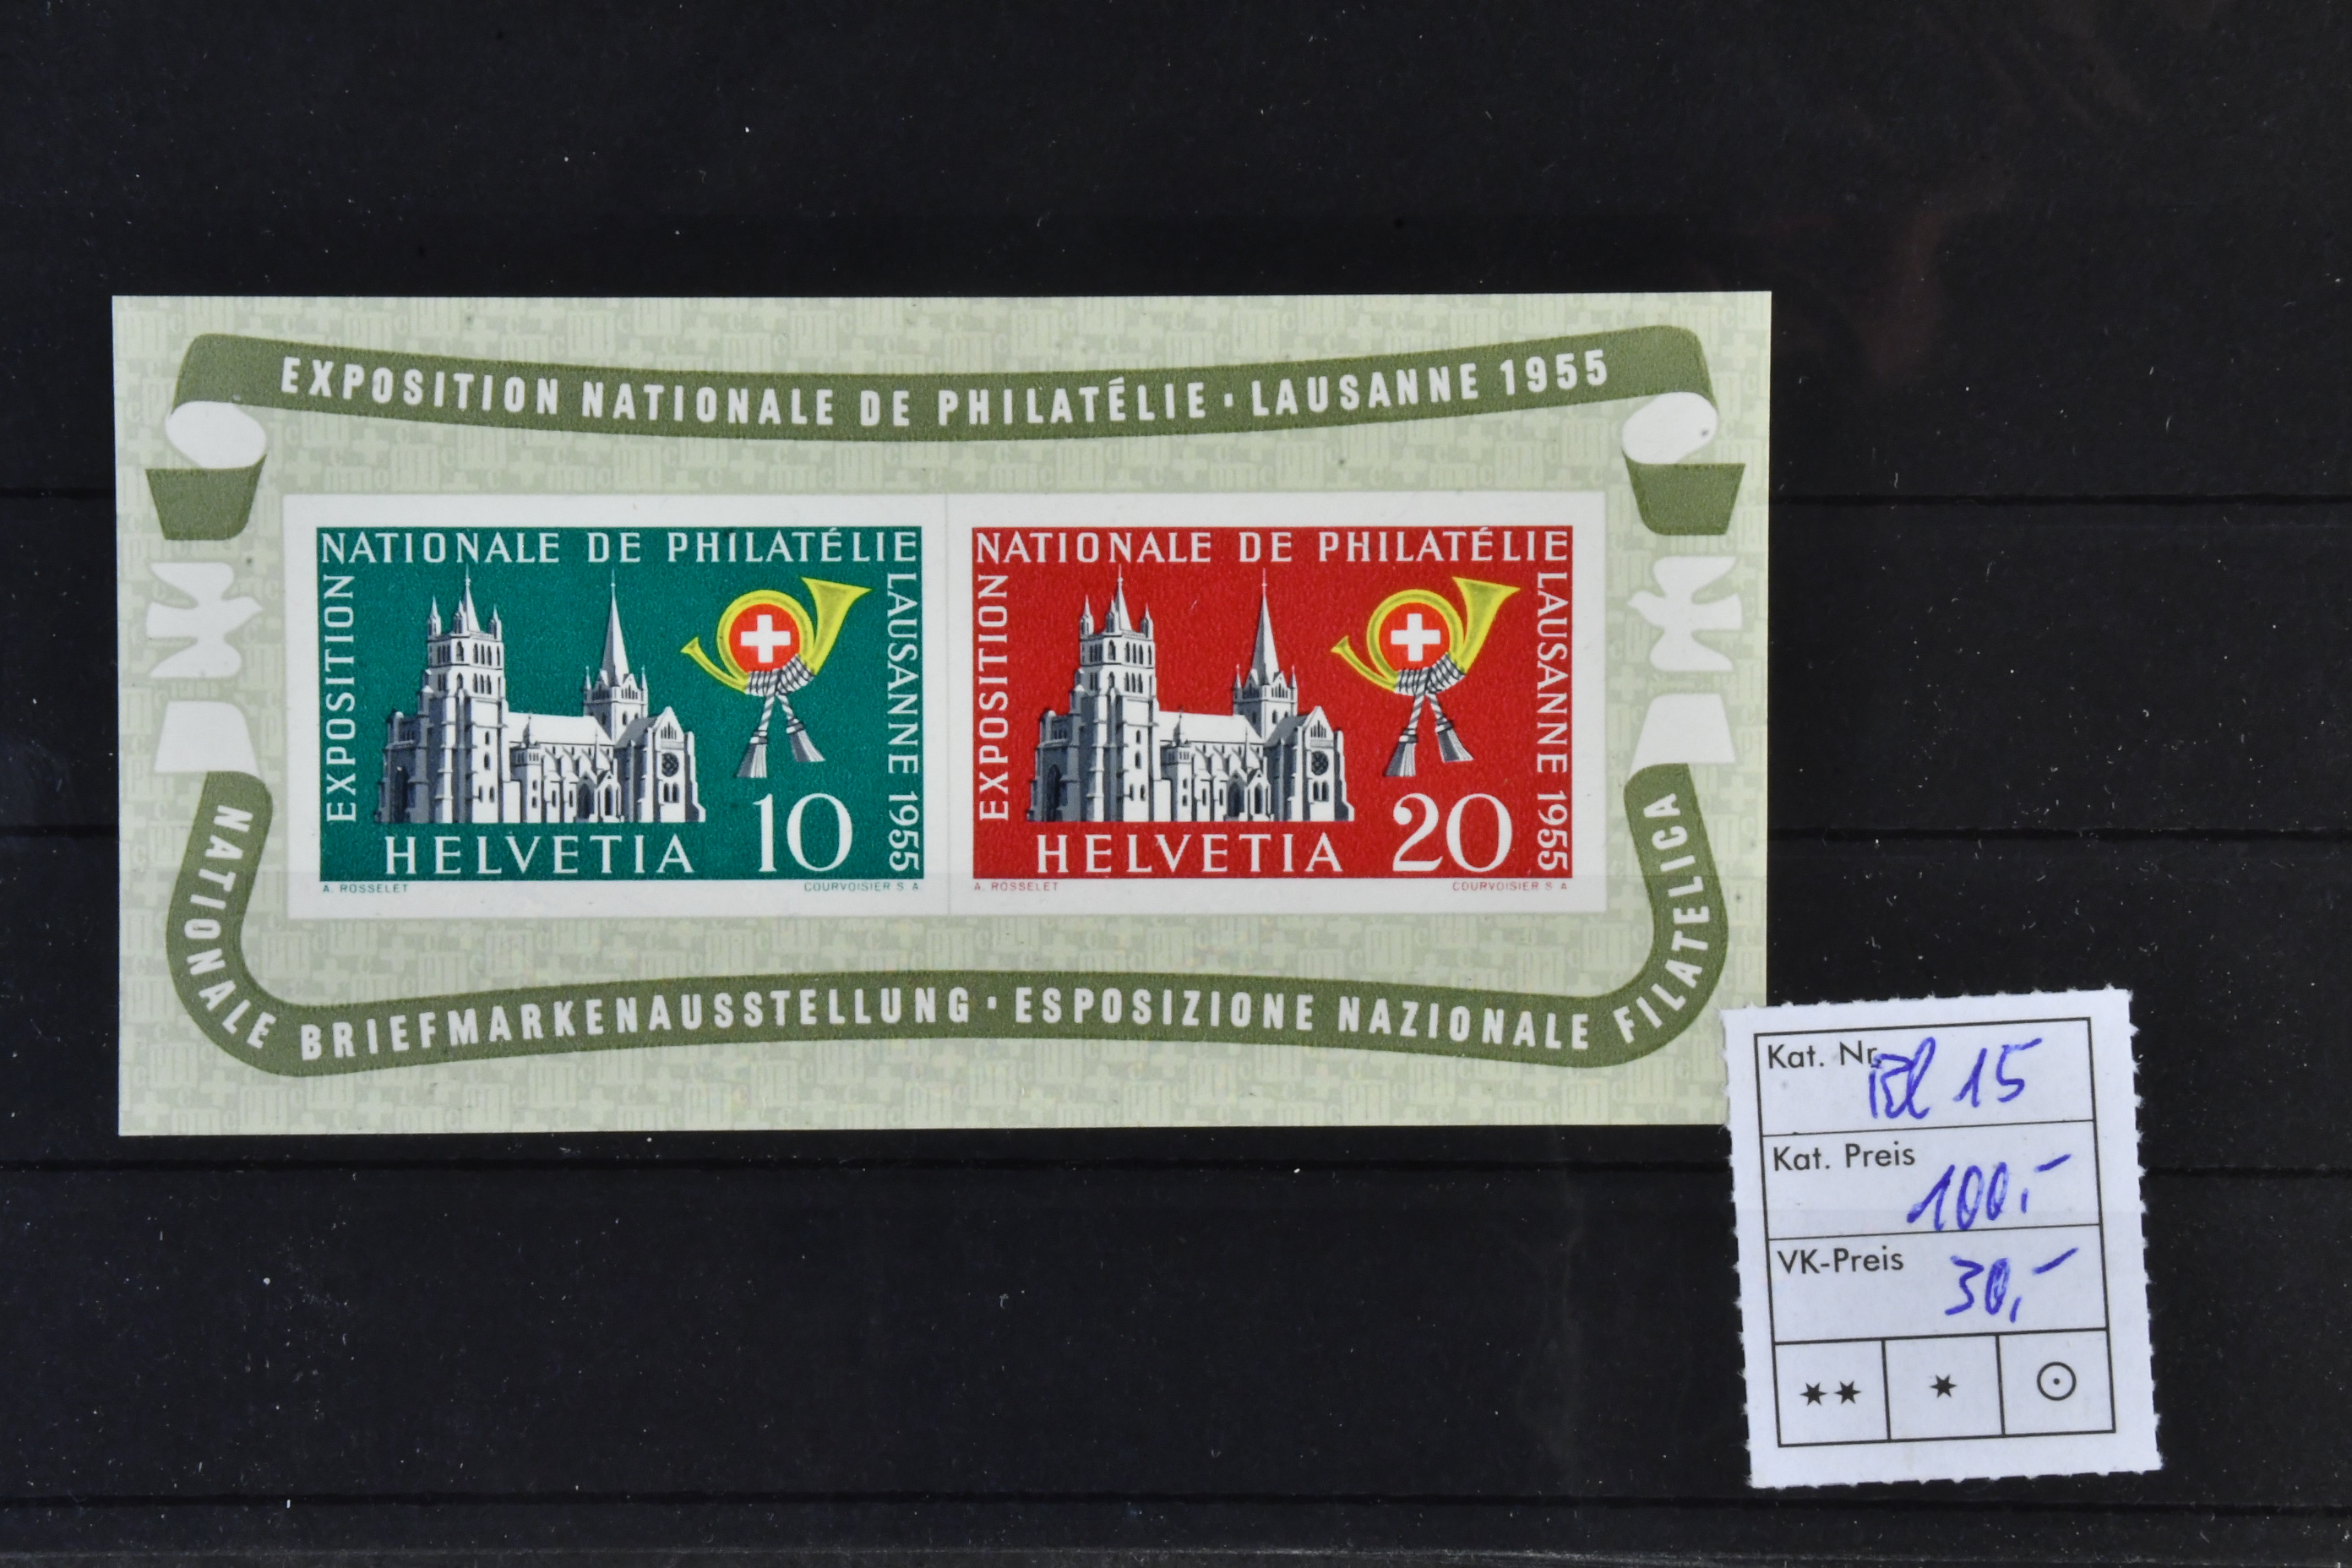 EXPOSITION NATIONALE DE PHILATÉLIE · LAUSANNE 1955
EXPOSITION
NATIONALE DE PHILATÉLIE
LAUSANNE 1955
HELVETIA 10
A. ROSSELET COURVOISIER S A
EXPOSITION
NATIONALE DE PHILATÉLIE
LAUSANNE 1955
HELVETIA 20
A. ROSSELET COURVOISIER S A
NATIONALE BRIEFMARKENAUSSTELLUNG · ESPOSIZIONE NAZIONALE FILATELICA
Kat. Nr. Bl 15
Kat. Preis 100,-
VK-Preis 30,-